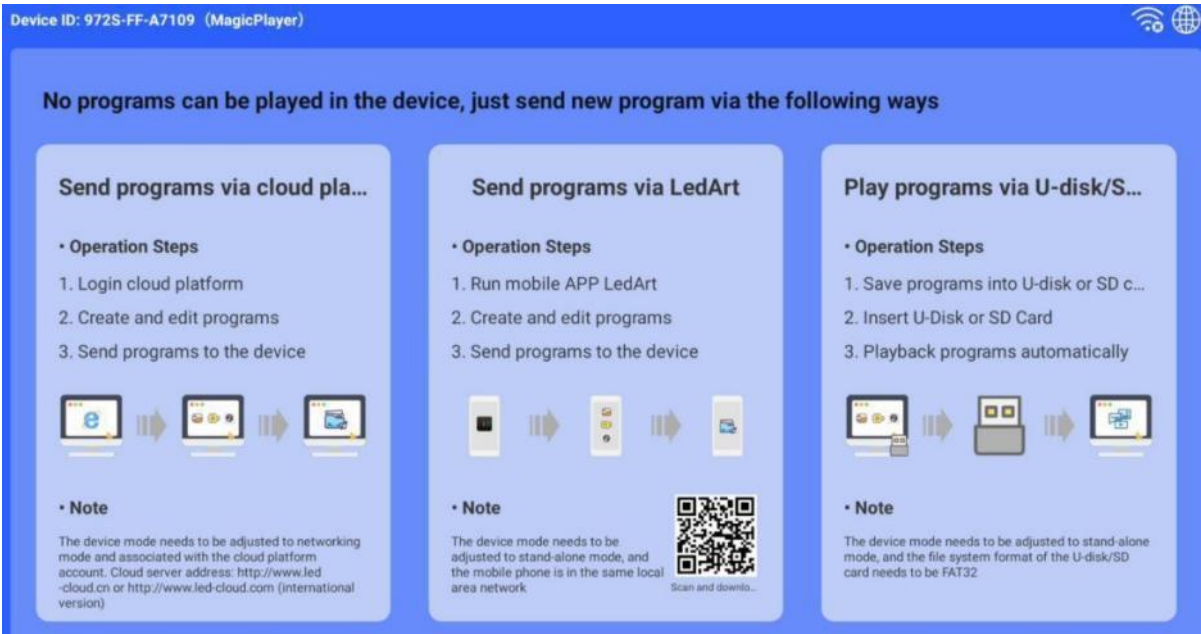 Device ID: 972S-FF-A7109（MagicPlayer）
No programs can be played in the device, just send new program via the following ways
Send programs via cloud pla...
• Operation Steps
1. Login cloud platform
2. Create and edit programs
3. Send programs to the device
• Note
The device mode needs to be adjusted to networking
mode and associated with the cloud platform
account. Cloud server address: http://www.led
-cloud.cn or http://www.led-cloud.com (international
version)
Send programs via LedArt
• Operation Steps
1. Run mobile APP LedArt
2. Create and edit programs
3. Send programs to the device
• Note
The device mode needs to be
adjusted to stand-alone mode, and
the mobile phone is in the same local
area network
Scan and downlo...
Play programs via U-disk/S...
• Operation Steps
1. Save programs into U-disk or SD c...
2. Insert U-Disk or SD Card
3. Playback programs automatically
• Note
The device mode needs to be adjusted to stand-alone
mode, and the file system format of the U-disk/SD
card needs to be FAT32